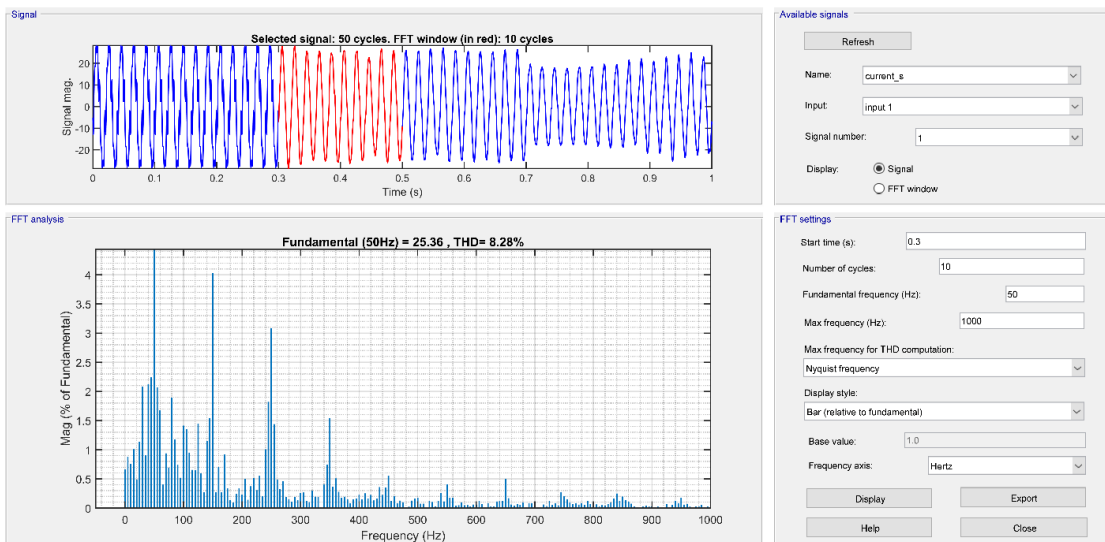 Signal
Selected signal: 50 cycles. FFT window (in red): 10 cycles
Signal mag.
20
10
0
-10
-20
0 0.1 0.2 0.3 0.4 0.5 0.6 0.7 0.8 0.9 1
Time (s)
FFT analysis
Fundamental (50Hz) = 25.36 , THD= 8.28%
Mag (% of Fundamental)
4
3.5
3
2.5
2
1.5
1
0.5
0
0 100 200 300 400 500 600 700 800 900 1000
Frequency (Hz)
Available signals
Refresh
Name: current_s
Input: input 1
Signal number: 1
Display: Signal
FFT window
FFT settings
Start time (s): 0.3
Number of cycles: 10
Fundamental frequency (Hz): 50
Max frequency (Hz): 1000
Max frequency for THD computation:
Nyquist frequency
Display style:
Bar (relative to fundamental)
Base value: 1.0
Frequency axis: Hertz
Display Export
Help Close